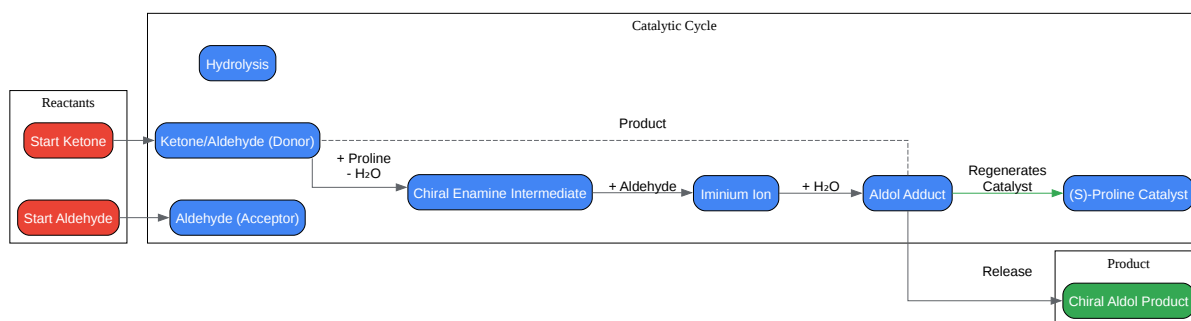 Catalytic Cycle
Hydrolysis
Reactants
Start Ketone
Ketone/Aldehyde (Donor)
Product
+ Proline
- H₂O
Chiral Enamine Intermediate
+ Aldehyde
Iminium Ion
+ H₂O
Aldol Adduct
Regenerates
Catalyst
(S)-Proline Catalyst
Start Aldehyde
Aldehyde (Acceptor)
Release
Product
Chiral Aldol Product